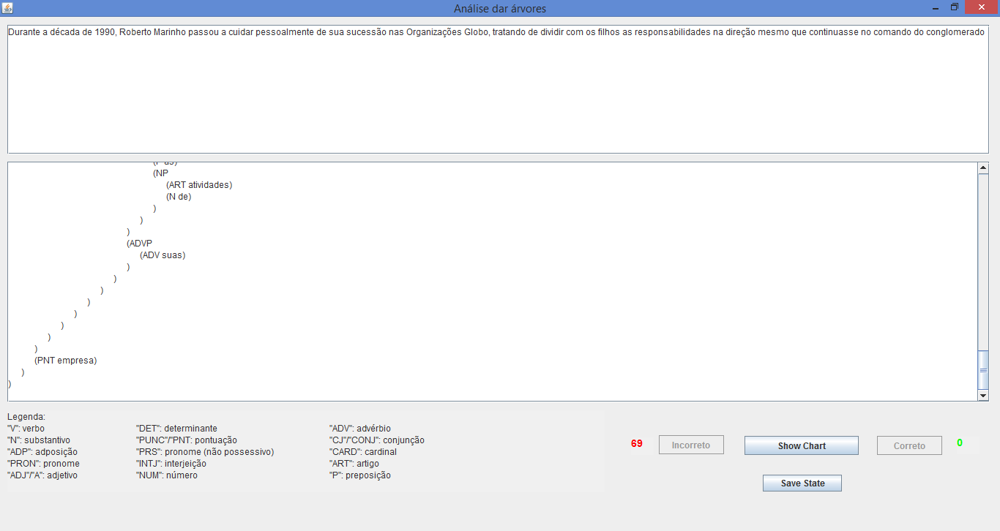 Análise dar árvores
Durante a década de 1990, Roberto Marinho passou a cuidar pessoalmente de sua sucessão nas Organizações Globo, tratando de dividir com os filhos as responsabilidades na direção mesmo que continuasse no comando do conglomerado
(NP
(ART atividades)
(N de)
)
)
)
(ADVP
(ADV suas)
)
)
)
)
)
)
)
)
(PNT empresa)
)
)
Legenda:
"V": verbo "DET": determinante "ADV": advérbio
"N": substantivo "PUNC"/"PNT: pontuação "CJ"/"CONJ": conjunção
"ADP": adposição "PRS": pronome (não possessivo) "CARD": cardinal
"PRON": pronome "INTJ": interjeição "ART": artigo
"ADJ"/"A": adjetivo "NUM": número "P": preposição
69 Incorreto Show Chart Correto 0
Save State